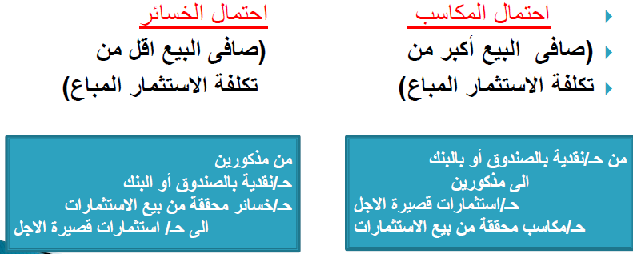 احتمال المكاسب
(صافى البيع أكبر من
تكلفة الاستثمار المباع)
احتمال الخسائر
(صافى البيع اقل من
تكلفة الاستثمار المباع)
من حـ/نقدية بالصندوق أو بالبنك
الى مذكورين
حـ/استثمارات قصيرة الاجل
حـ/مكاسب محققة من بيع الاستثمارات
من مذكورين
حـ/نقدية بالصندوق أو البنك
حـ/خسائر محققة من بيع الاستثمارات
الى حـ/ استثمارات قصيرة الاجل